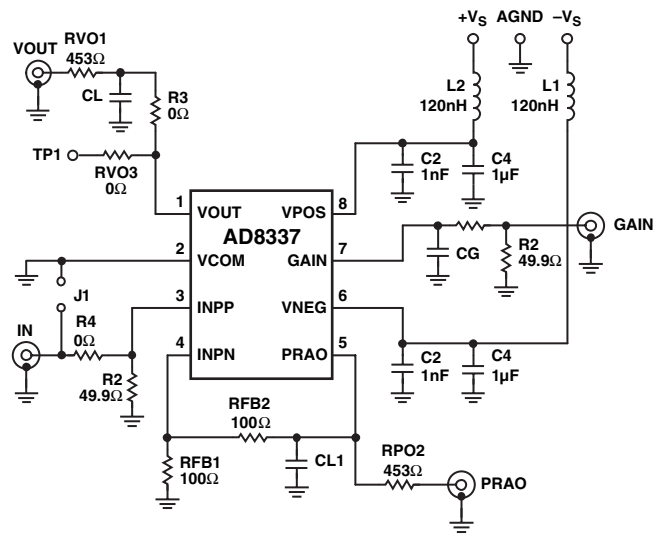 +VS AGND –VS
VOUT
RVO1
453Ω
CL
R3
0Ω
L2
120nH
L1
120nH
TP1
RVO3
0Ω
C2
1nF
C4
1µF
1 VOUT
VPOS 8
AD8337
2 VCOM
GAIN 7
3 INPP
VNEG 6
4 INPN
PRAO 5
CG
R2
49.9Ω
GAIN
J1
IN
R4
0Ω
R2
49.9Ω
C2
1nF
C4
1µF
RFB2
100Ω
RFB1
100Ω
CL1
RPO2
453Ω
PRAO